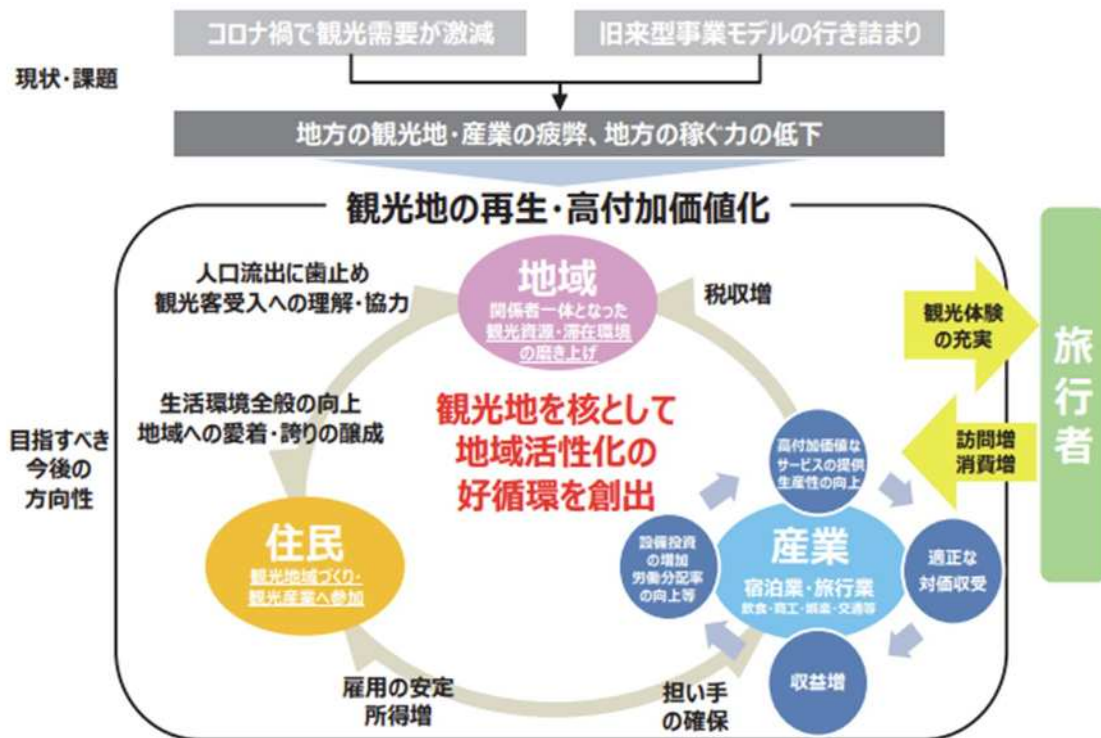 コロナ禍で観光需要が激減
旧来型事業モデルの行き詰まり
現状・課題
地方の観光地・産業の疲弊、地方の稼ぐ力の低下
観光地の再生・高付加価値化
地域
関係者一体となった
観光資源・滞在環境
の磨き上げ
人口流出に歯止め
観光客受入への理解・協力
税収増
観光体験
の充実
旅行者
生活環境全般の向上
地域への愛着・誇りの醸成
観光地を核として
地域活性化の
好循環を創出
訪問増
消費増
目指すべき
今後の
方向性
高付加価値な
サービスの提供
生産性の向上
住民
観光地域づくり・
観光産業へ参加
設備投資
の増加
労働分配率
の向上等
産業
宿泊業・旅行業
飲食・商工・娯楽・交通等
適正な
対価収受
収益増
雇用の安定
所得増
担い手
の確保